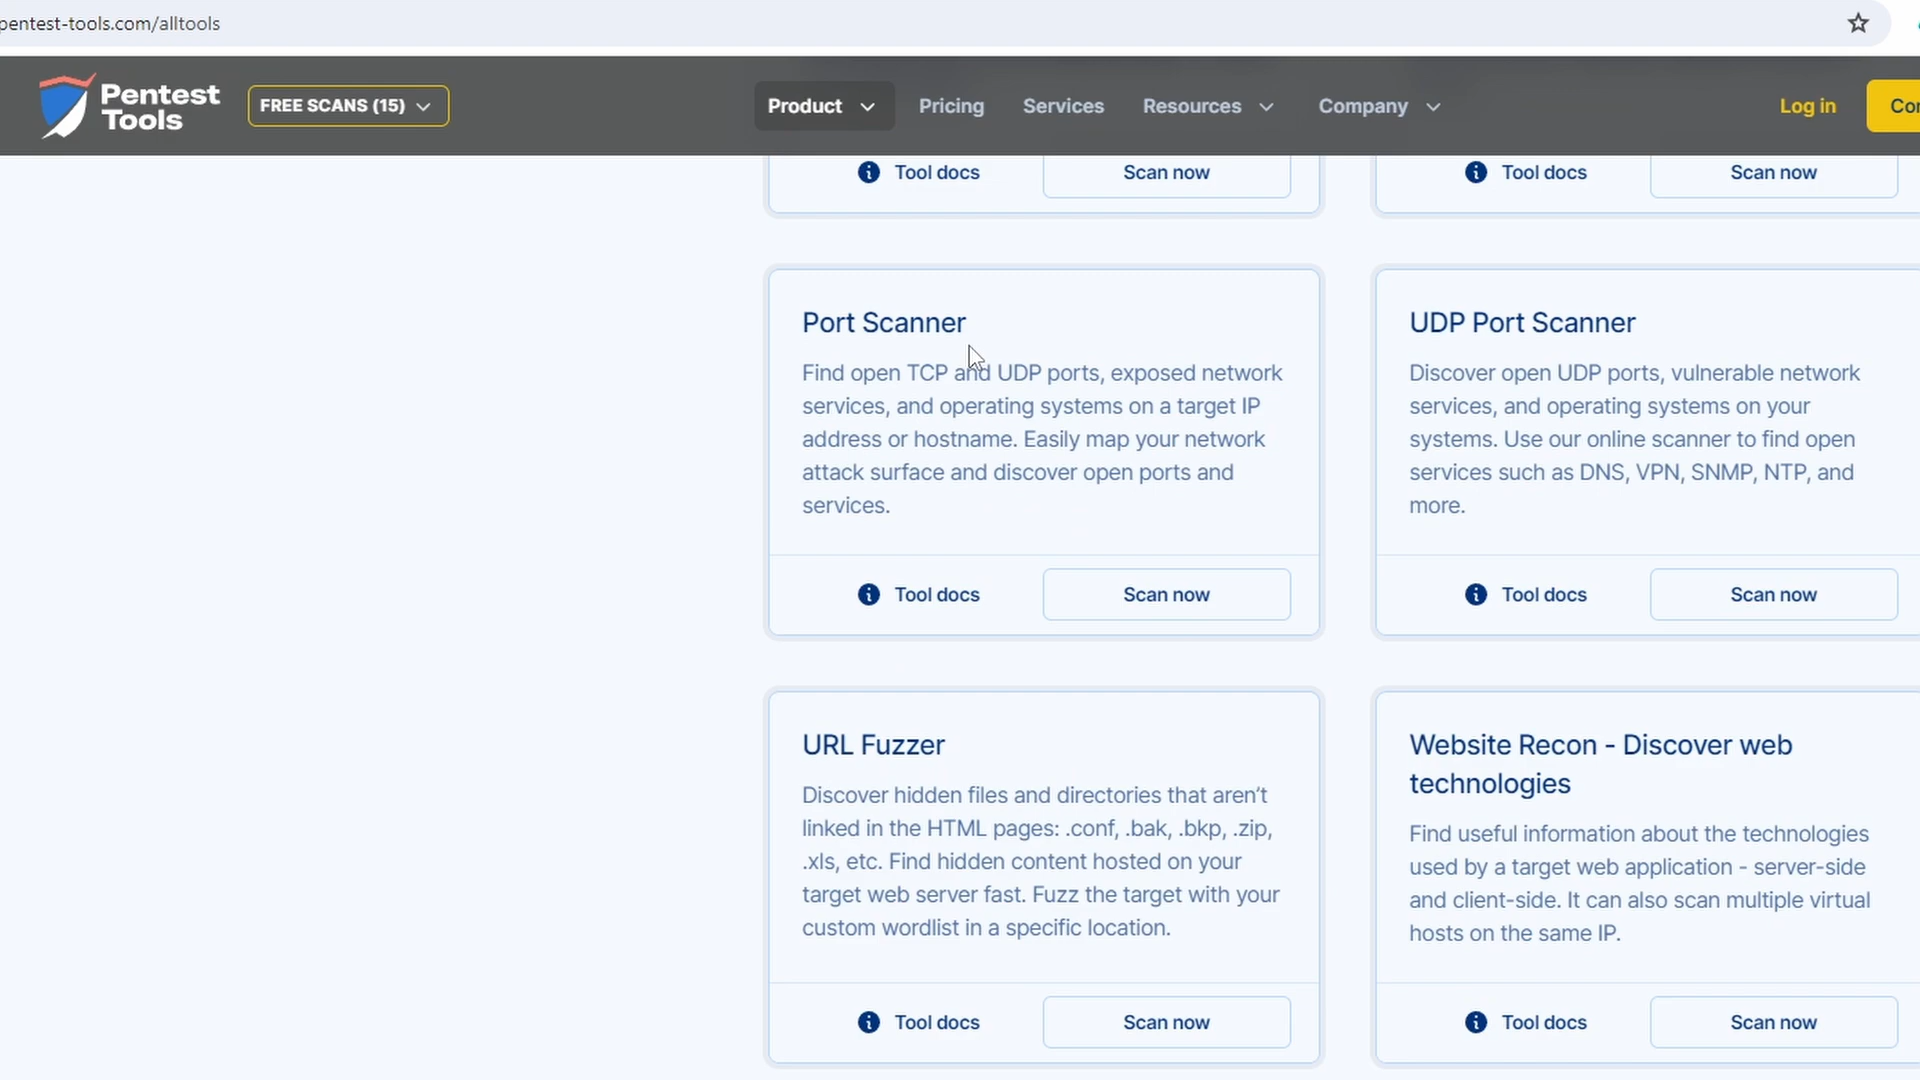 pentest-tools.com/alltools
Pentest
Tools
FREE SCANS (15)
Product
Pricing
Services
Resources
Company
Log in
Tool docs
Scan now
Tool docs
Scan now
Port Scanner
Find open TCP and UDP ports, exposed network
services, and operating systems on a target IP
address or hostname. Easily map your network
attack surface and discover open ports and
services.
Tool docs
Scan now
UDP Port Scanner
Discover open UDP ports, vulnerable network
services, and operating systems on your
systems. Use our online scanner to find open
services such as DNS, VPN, SNMP, NTP, and
more.
Tool docs
Scan now
URL Fuzzer
Discover hidden files and directories that aren’t
linked in the HTML pages: .conf, .bak, .bkp, .zip,
.xls, etc. Find hidden content hosted on your
target web server fast. Fuzz the target with your
custom wordlist in a specific location.
Tool docs
Scan now
Website Recon - Discover web
technologies
Find useful information about the technologies
used by a target web application - server-side
and client-side. It can also scan multiple virtual
hosts on the same IP.
Tool docs
Scan now